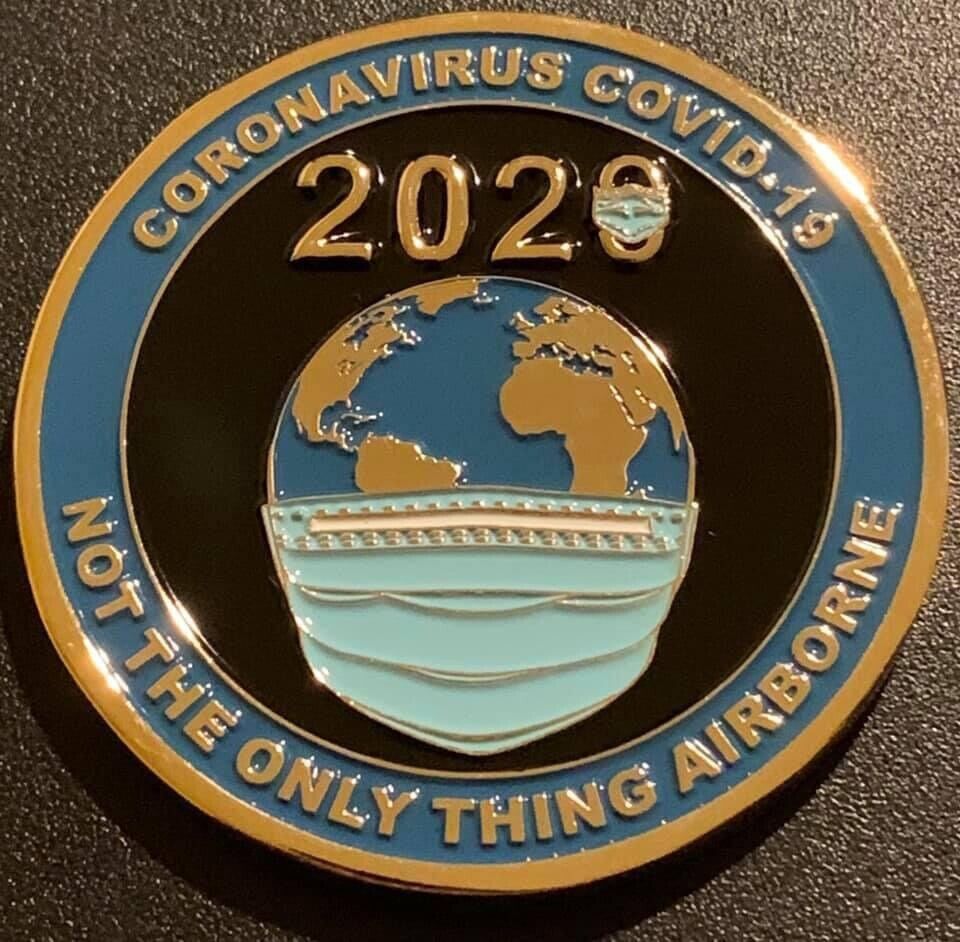 CORONAVIRUS COVID-19
2020
NOT THE ONLY THING AIRBORNE